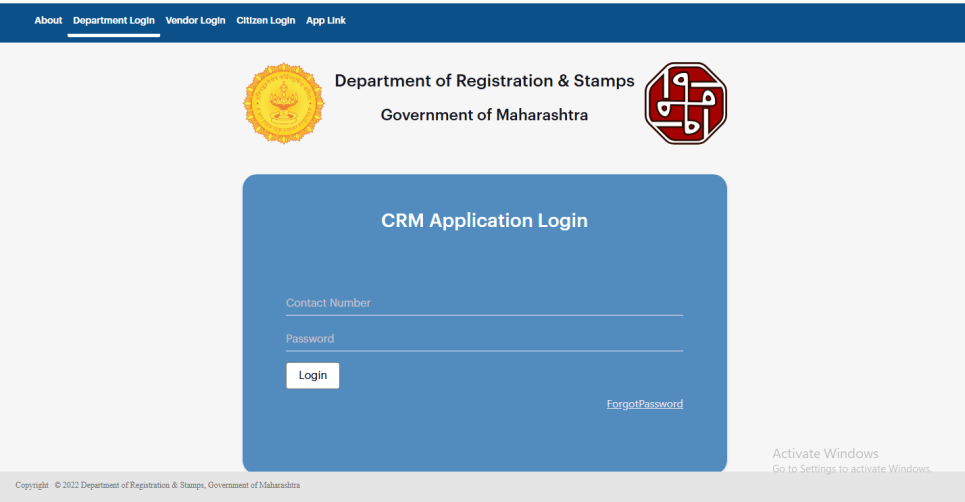 About Department Login Vendor Login Citizen Login App Link
Department of Registration & Stamps
Government of Maharashtra
CRM Application Login
Contact Number
Password
Login
ForgotPassword
Activate Windows
Go to Settings to activate Windows.
Copyright © 2022 Department of Registration & Stamps, Government of Maharashtra